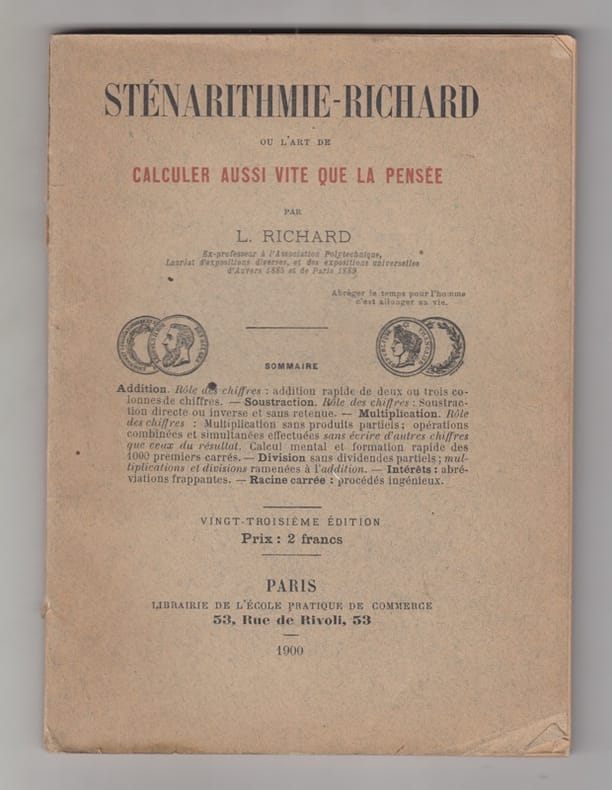 STÉNARITHMIE-RICHARD
OU L'ART DE
CALCULER AUSSI VITE QUE LA PENSÉE
PAR
L. RICHARD
Ex-professeur à l'Association Polytechnique,
Lauréat d'expositions diverses, et des expositions universelles
d'Anvers 1885 et de Paris 1889
Abréger le temps pour l'homme
c'est allonger sa vie.
SOMMAIRE
Addition. Rôle des chiffres : addition rapide de deux ou trois co-
lonnes de chiffres. — Soustraction. Rôle des chiffres : Soustrac-
tion directe ou inverse et sans retenue. — Multiplication. Rôle
des chiffres : Multiplication sans produits partiels ; opérations
combinées et simultanées effectuées sans écrire d'autres chiffres
que ceux du résultat. Calcul mental et formation rapide des
1000 premiers carrés. — Division sans dividendes partiels ; mul-
tiplications et divisions ramenées à l'addition. — Intérêts : abré-
viations frappantes. — Racine carrée : procédés ingénieux.
VINGT-TROISIÈME ÉDITION
Prix : 2 francs
PARIS
LIBRAIRIE DE L'ÉCOLE PRATIQUE DE COMMERCE
53, Rue de Rivoli, 53
1900